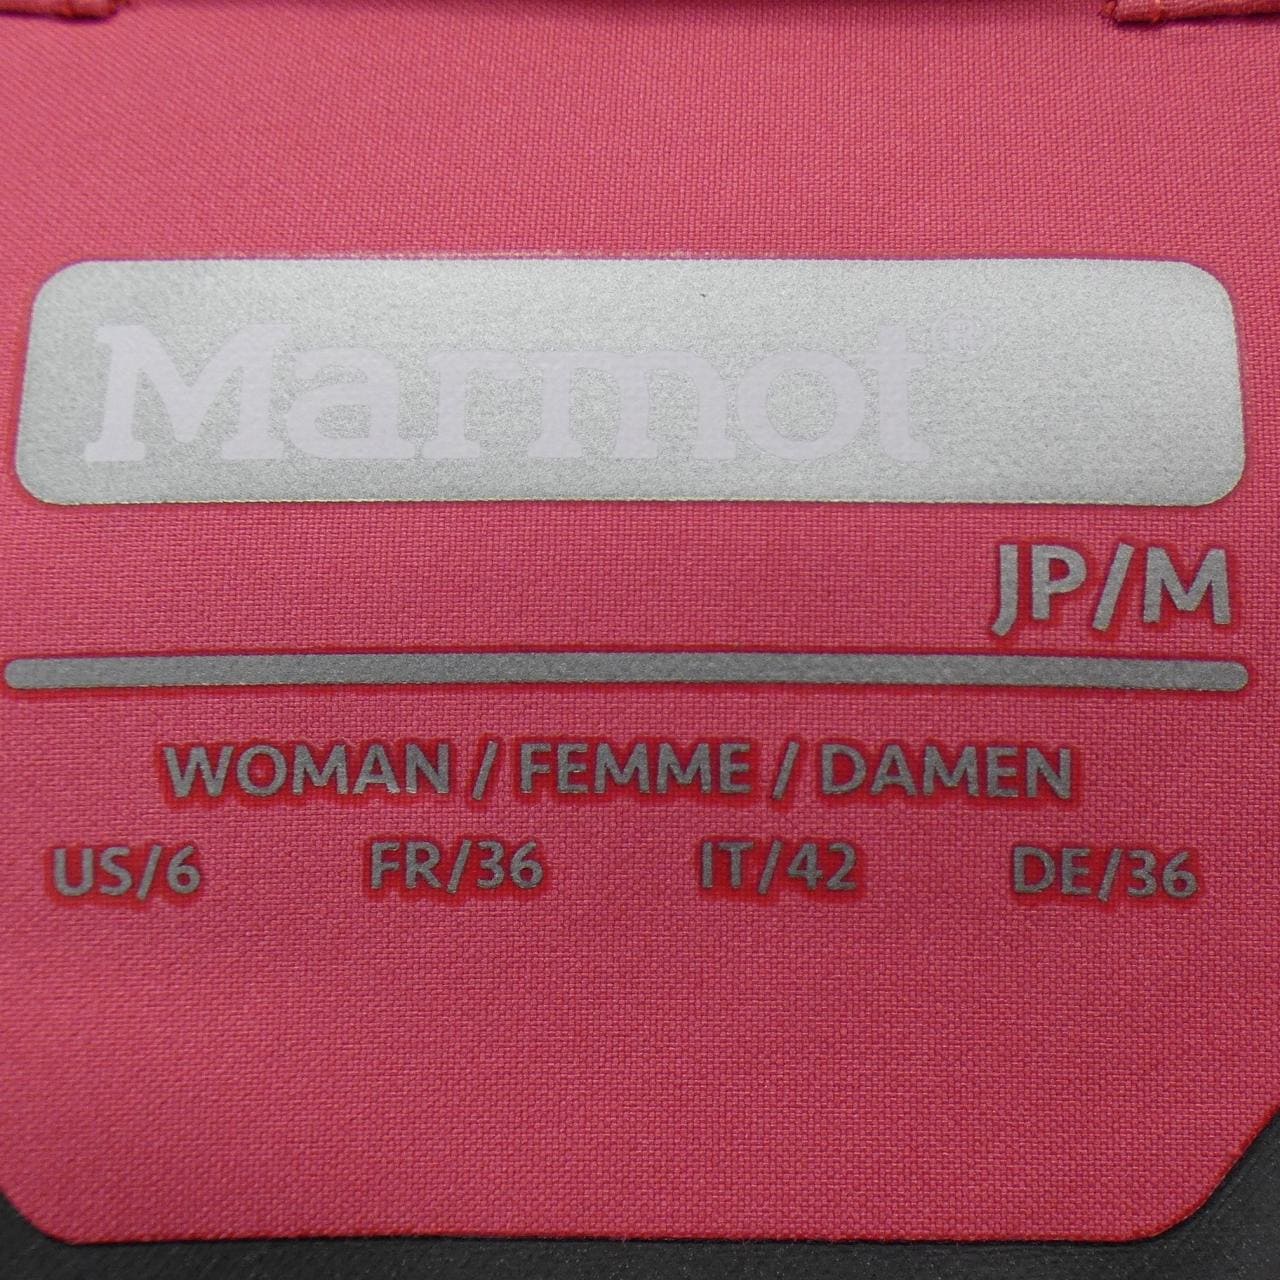 Marmot®
JP/M
WOMAN / FEMME / DAMEN
US/6 FR/36 IT/42 DE/36